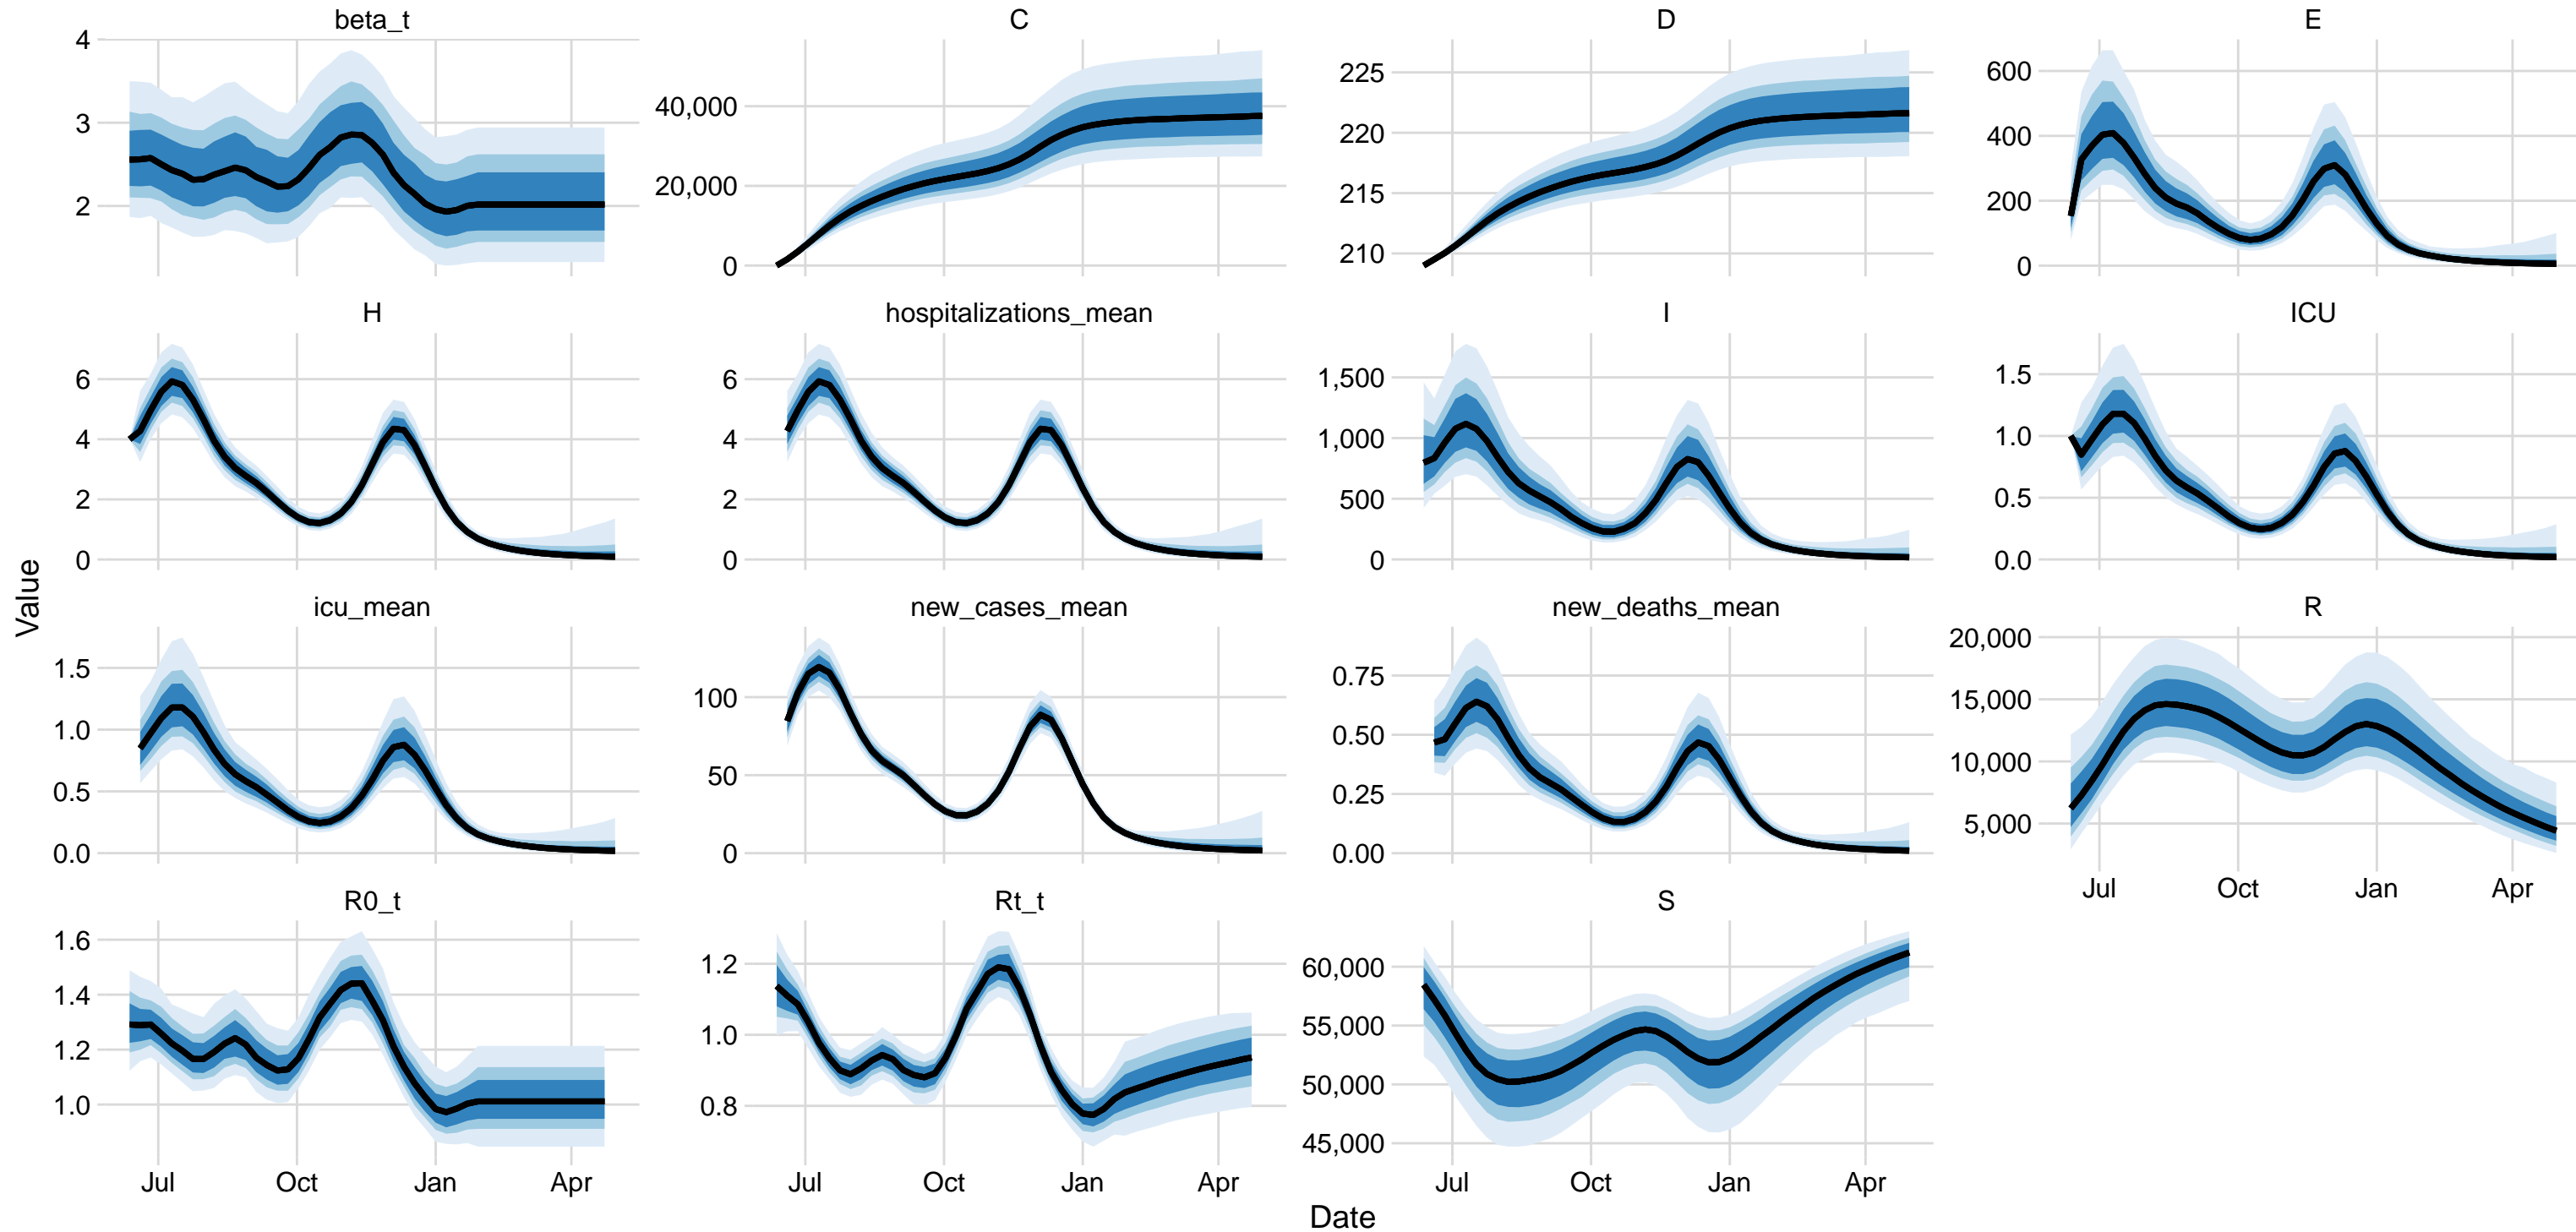 beta_t
C
D
E
4
3
2
40,000
20,000
0
225
220
215
210
600
400
200
0
H
hospitalizations_mean
I
ICU
6
4
2
0
6
4
2
0
1,500
1,000
500
0
1.5
1.0
0.5
0.0
Value
icu_mean
new_cases_mean
new_deaths_mean
R
1.5
1.0
0.5
0.0
100
50
0
0.75
0.50
0.25
0.00
20,000
15,000
10,000
5,000
Jul Oct Jan Apr
R0_t
Rt_t
S
1.6
1.4
1.2
1.0
1.2
1.0
0.8
60,000
55,000
50,000
45,000
Jul Oct Jan Apr
Jul Oct Jan Apr
Jul Oct Jan Apr
Date